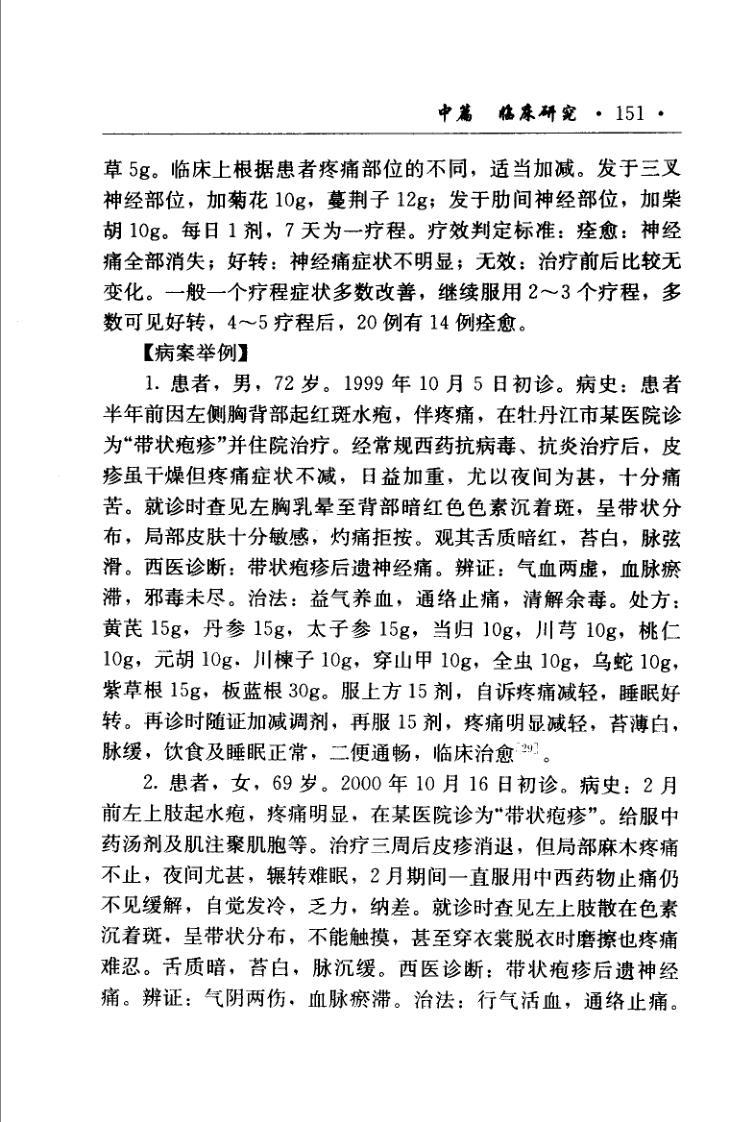 中篇 临床研究 · 151 ·
草 5g。临床上根据患者疼痛部位的不同，适当加减。发于三叉
神经部位，加菊花 10g，蔓荆子 12g；发于肋间神经部位，加柴
胡 10g。每日 1 剂，7 天为一疗程。疗效判定标准：痊愈：神经
痛全部消失；好转：神经痛症状不明显；无效：治疗前后比较无
变化。一般一个疗程症状多数改善，继续服用 2～3 个疗程，多
数可见好转，4～5 疗程后，20 例有 14 例痊愈。
【病案举例】
1. 患者，男，72 岁。1999 年 10 月 5 日初诊。病史：患者
半年前因左侧胸背部起红斑水疱，伴疼痛，在牡丹江市某医院诊
为“带状疱疹”并住院治疗。经常规西药抗病毒、抗炎治疗后，皮
疹虽干燥但疼痛症状不减，日益加重，尤以夜间为甚，十分痛
苦。就诊时查见左胸乳晕至背部暗红色色素沉着斑，呈带状分
布，局部皮肤十分敏感，灼痛拒按。观其舌质暗红，苔白，脉弦
滑。西医诊断：带状疱疹后遗神经痛。辨证：气血两虚，血脉瘀
滞，邪毒未尽。治法：益气养血，通络止痛，清解余毒。处方：
黄芪 15g，丹参 15g，太子参 15g，当归 10g，川芎 10g，桃仁
10g，元胡 10g，川楝子 10g，穿山甲 10g，全虫 10g，乌蛇 10g，
紫草根 15g，板蓝根 30g。服上方 15 剂，自诉疼痛减轻，睡眠好
转。再诊时随证加减调剂，再服 15 剂，疼痛明显减轻，苔薄白，
脉缓，饮食及睡眠正常，二便通畅，临床治愈[29]。
2. 患者，女，69 岁。2000 年 10 月 16 日初诊。病史：2 月
前左上肢起水疱，疼痛明显，在某医院诊为“带状疱疹”。给服中
药汤剂及肌注聚肌胞等。治疗三周后皮疹消退，但局部麻木疼痛
不止，夜间尤甚，辗转难眠，2 月期间一直服用中西药物止痛仍
不见缓解，自觉发冷，乏力，纳差。就诊时查见左上肢散在色素
沉着斑，呈带状分布，不能触摸，甚至穿衣裳脱衣时磨擦也疼痛
难忍。舌质暗，苔白，脉沉缓。西医诊断：带状疱疹后遗神经
痛。辨证：气阴两伤，血脉瘀滞。治法：行气活血，通络止痛。